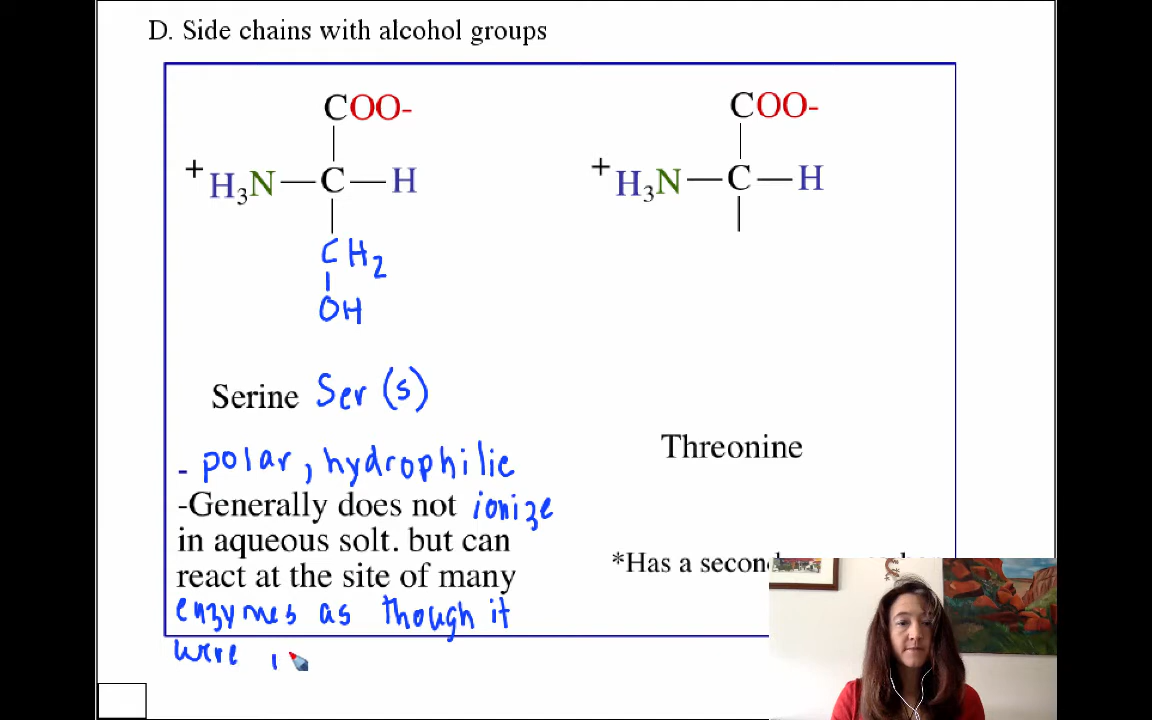 D. Side chains with alcohol groups
COO-
+H3N—C—H
CH2
OH
Serine Ser (s)
- polar, hydrophilic
-Generally does not ionize
in aqueous solt. but can
react at the site of many
enzymes as though it
were
COO-
+H3N—C—H
Threonine
*Has a second